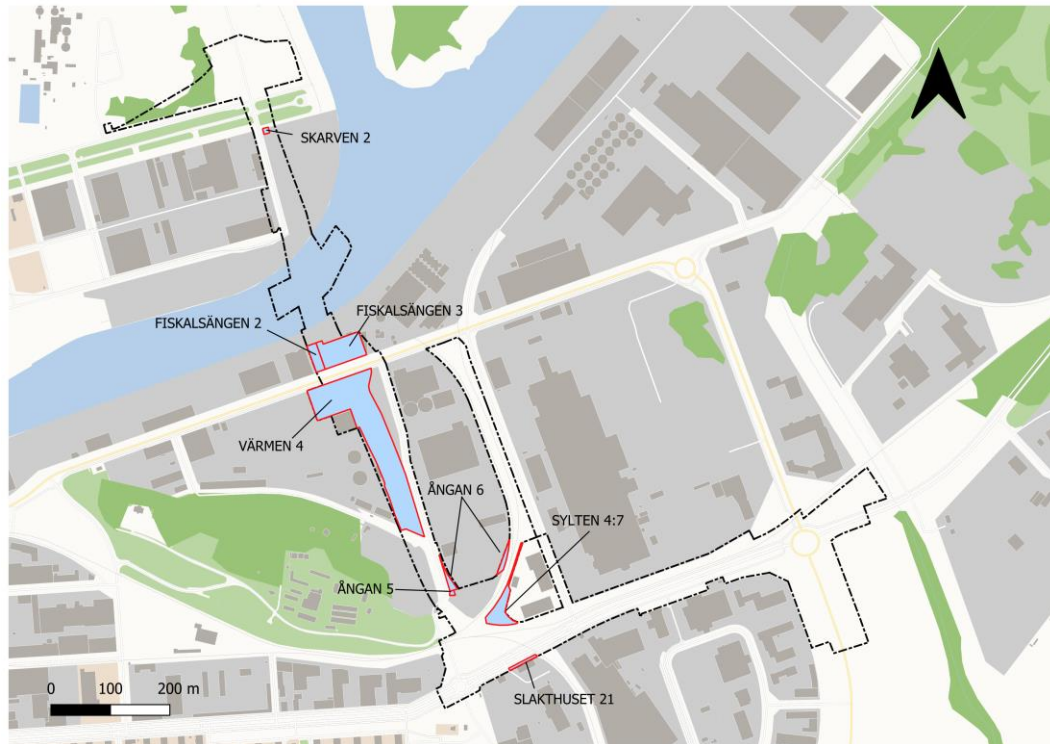 SKARVEN 2
FISKALSÄNGEN 3
FISKALSÄNGEN 2
VÄRMEN 4
ÅNGAN 6
SYLTEN 4:7
ÅNGAN 5
0 100 200 m
SLAKTHUSET 21